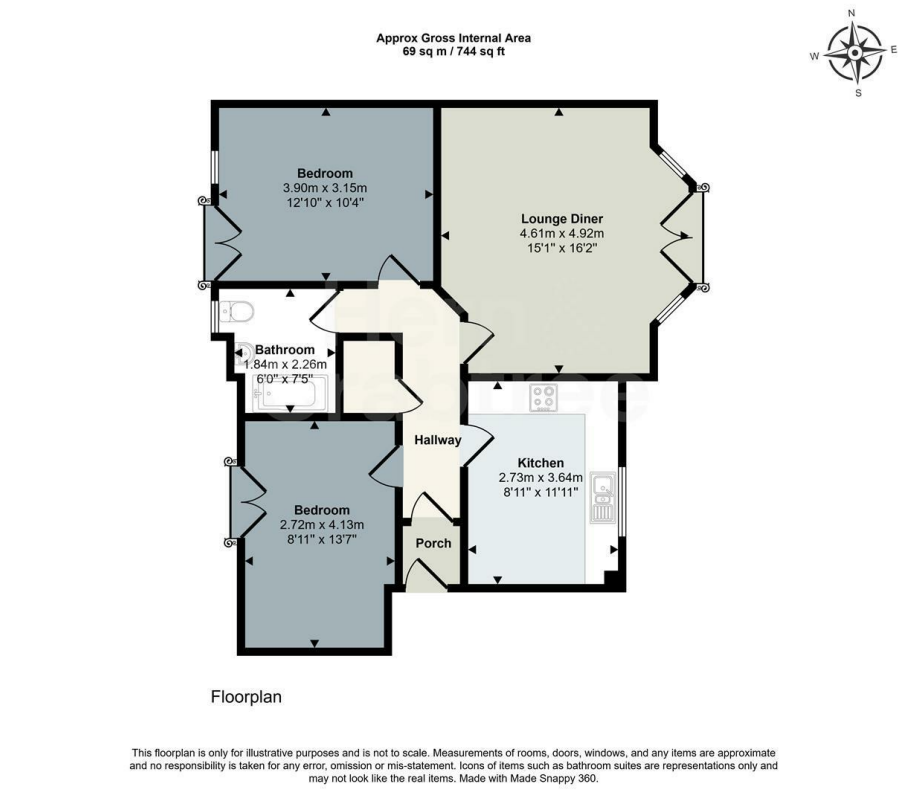 Approx Gross Internal Area
69 sq m / 744 sq ft
N
W
E
S
Bedroom
3.90m x 3.15m
12'10" x 10'4"
Lounge Diner
4.61m x 4.92m
15'1" x 16'2"
Bathroom
1.84m x 2.26m
6'0" x 7'5"
Hallway
Kitchen
2.73m x 3.64m
8'11" x 11'11"
Bedroom
2.72m x 4.13m
8'11" x 13'7"
Porch
Floorplan
This floorplan is only for illustrative purposes and is not to scale. Measurements of rooms, doors, windows, and any items are approximate
and no responsibility is taken for any error, omission or mis-statement. Icons of items such as bathroom suites are representations only and
may not look like the real items. Made with Made Snappy 360.